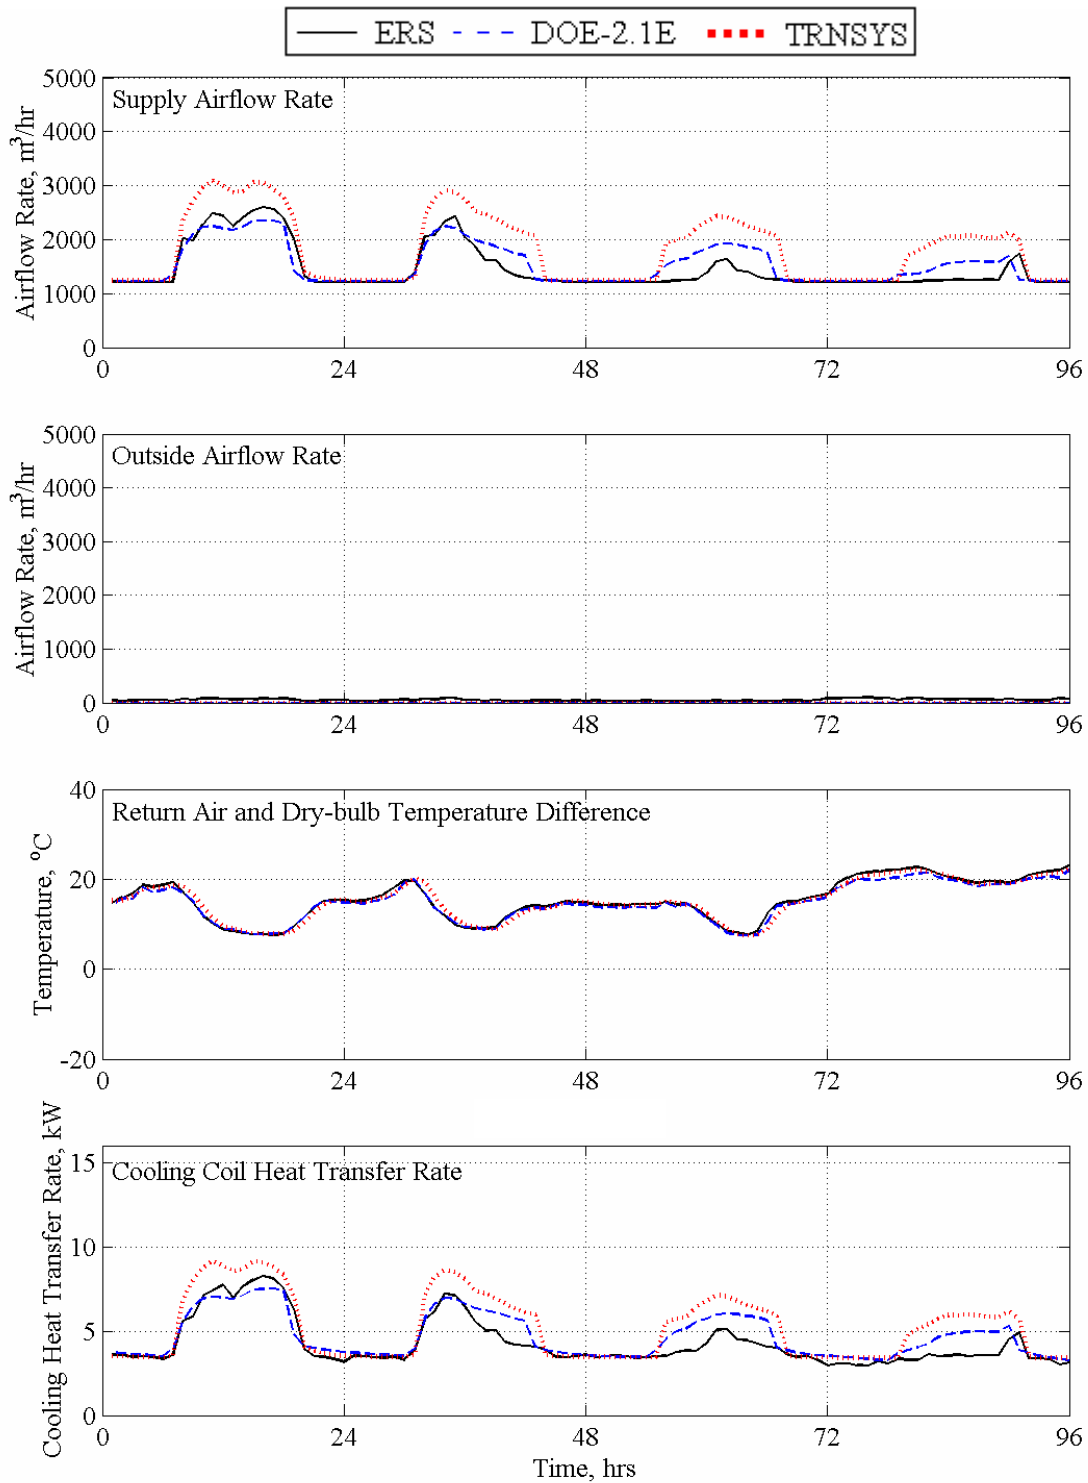 ERS DOE-2.1E TRNSYS
Supply Airflow Rate
Airflow Rate, m³/hr
5000
4000
3000
2000
1000
0
0 24 48 72 96
Outside Airflow Rate
Airflow Rate, m³/hr
5000
4000
3000
2000
1000
0
0 24 48 72 96
Return Air and Dry-bulb Temperature Difference
Temperature, °C
40
20
0
-20
0 24 48 72 96
Cooling Coil Heat Transfer Rate
Cooling Heat Transfer Rate, kW
15
10
5
0
0 24 48 72 96
Time, hrs